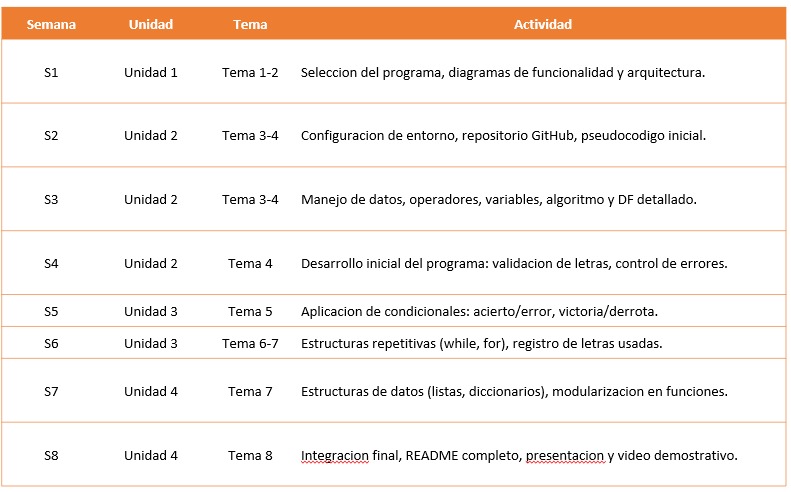 Semana Unidad Tema Actividad
S1 Unidad 1 Tema 1-2 Seleccion del programa, diagramas de funcionalidad y arquitectura.
S2 Unidad 2 Tema 3-4 Configuracion de entorno, repositorio GitHub, pseudocodigo inicial.
S3 Unidad 2 Tema 3-4 Manejo de datos, operadores, variables, algoritmo y DF detallado.
S4 Unidad 2 Tema 4 Desarrollo inicial del programa: validacion de letras, control de errores.
S5 Unidad 3 Tema 5 Aplicacion de condicionales: acierto/error, victoria/derrota.
S6 Unidad 3 Tema 6-7 Estructuras repetitivas (while, for), registro de letras usadas.
S7 Unidad 4 Tema 7 Estructuras de datos (listas, diccionarios), modularizacion en funciones.
S8 Unidad 4 Tema 8 Integracion final, README completo, presentacion y video demostrativo.